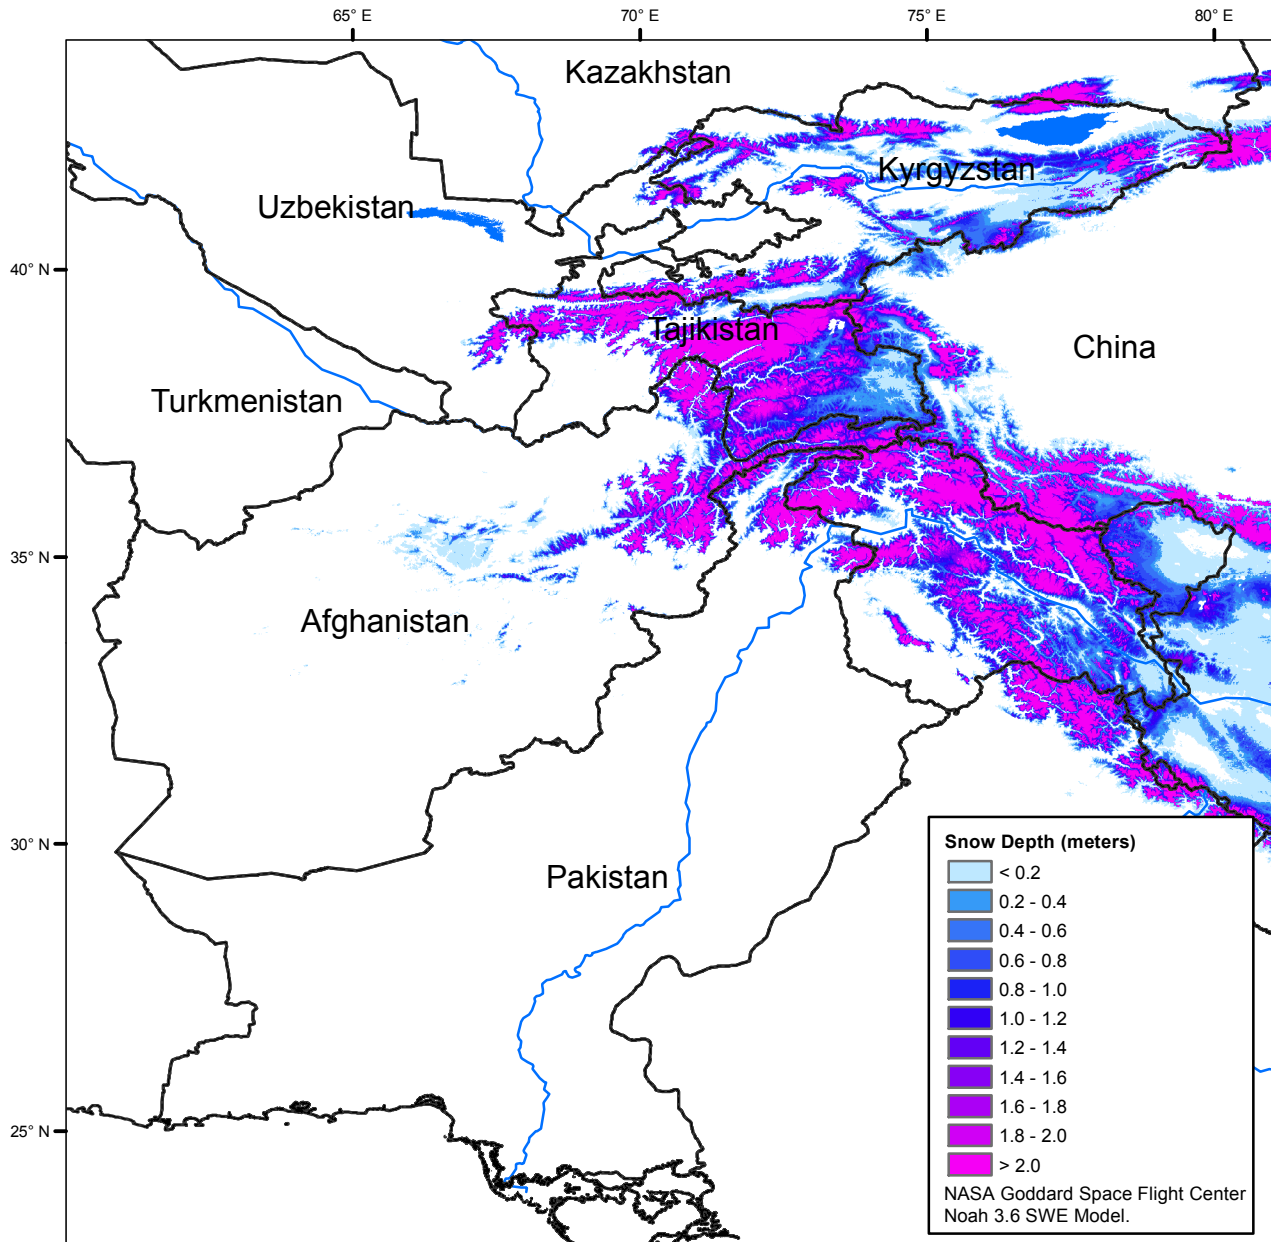 65° E
70° E
75° E
80° E
Kazakhstan
Kyrgyzstan
Uzbekistan
40° N
Tajikistan
China
Turkmenistan
35° N
Afghanistan
30° N
Pakistan
25° N
Snow Depth (meters)
< 0.2
0.2 - 0.4
0.4 - 0.6
0.6 - 0.8
0.8 - 1.0
1.0 - 1.2
1.2 - 1.4
1.4 - 1.6
1.6 - 1.8
1.8 - 2.0
> 2.0
NASA Goddard Space Flight Center
Noah 3.6 SWE Model.